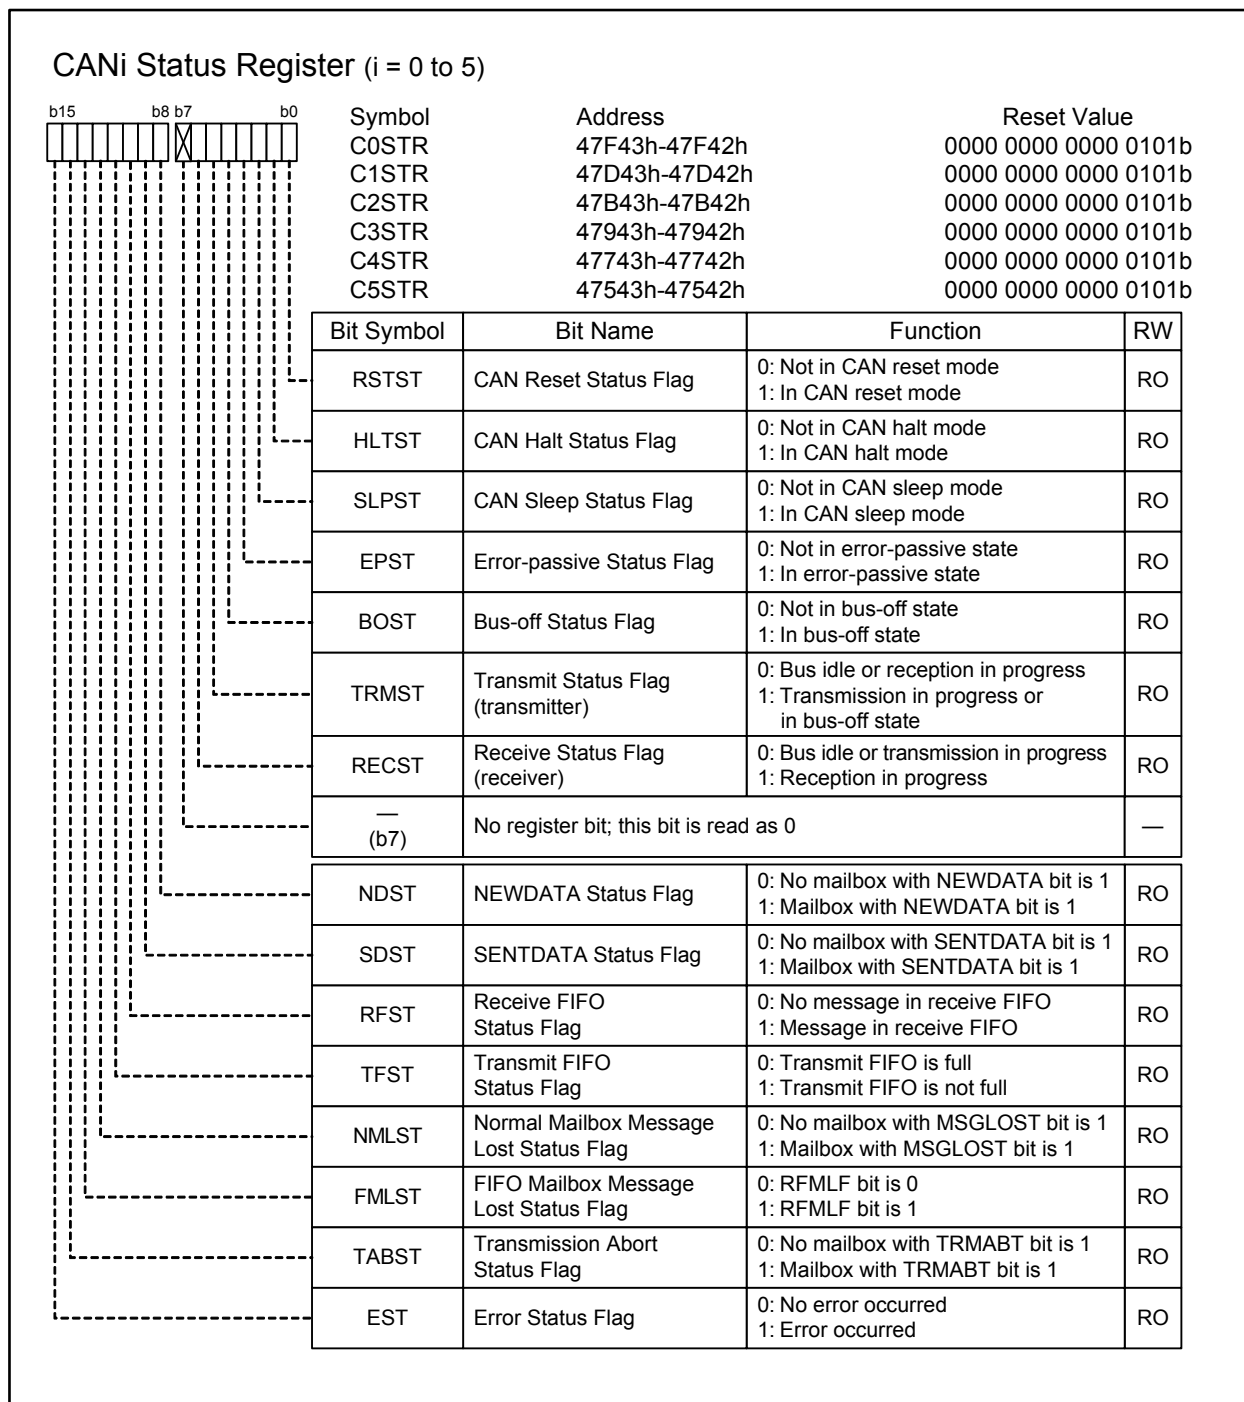 CANi Status Register (i = 0 to 5)
b15 b8 b7 b0
Symbol Address Reset Value
C0STR 47F43h-47F42h 0000 0000 0000 0101b
C1STR 47D43h-47D42h 0000 0000 0000 0101b
C2STR 47B43h-47B42h 0000 0000 0000 0101b
C3STR 47943h-47942h 0000 0000 0000 0101b
C4STR 47743h-47742h 0000 0000 0000 0101b
C5STR 47543h-47542h 0000 0000 0000 0101b
Bit Symbol Bit Name Function RW
RSTST CAN Reset Status Flag 0: Not in CAN reset mode RO
1: In CAN reset mode
HLTST CAN Halt Status Flag 0: Not in CAN halt mode RO
1: In CAN halt mode
SLPST CAN Sleep Status Flag 0: Not in CAN sleep mode RO
1: In CAN sleep mode
EPST Error-passive Status Flag 0: Not in error-passive state RO
1: In error-passive state
BOST Bus-off Status Flag 0: Not in bus-off state RO
1: In bus-off state
TRMST Transmit Status Flag 0: Bus idle or reception in progress RO
(transmitter) 1: Transmission in progress or
in bus-off state
RECST Receive Status Flag 0: Bus idle or transmission in progress RO
(receiver) 1: Reception in progress
— No register bit; this bit is read as 0 —
(b7)
NDST NEWDATA Status Flag 0: No mailbox with NEWDATA bit is 1 RO
1: Mailbox with NEWDATA bit is 1
SDST SENTDATA Status Flag 0: No mailbox with SENTDATA bit is 1 RO
1: Mailbox with SENTDATA bit is 1
RFST Receive FIFO 0: No message in receive FIFO RO
Status Flag 1: Message in receive FIFO
TFST Transmit FIFO 0: Transmit FIFO is full RO
Status Flag 1: Transmit FIFO is not full
NMLST Normal Mailbox Message 0: No mailbox with MSGLOST bit is 1 RO
Lost Status Flag 1: Mailbox with MSGLOST bit is 1
FMLST FIFO Mailbox Message 0: RFMLF bit is 0 RO
Lost Status Flag 1: RFMLF bit is 1
TABST Transmission Abort 0: No mailbox with TRMABT bit is 1 RO
Status Flag 1: Mailbox with TRMABT bit is 1
EST Error Status Flag 0: No error occurred RO
1: Error occurred